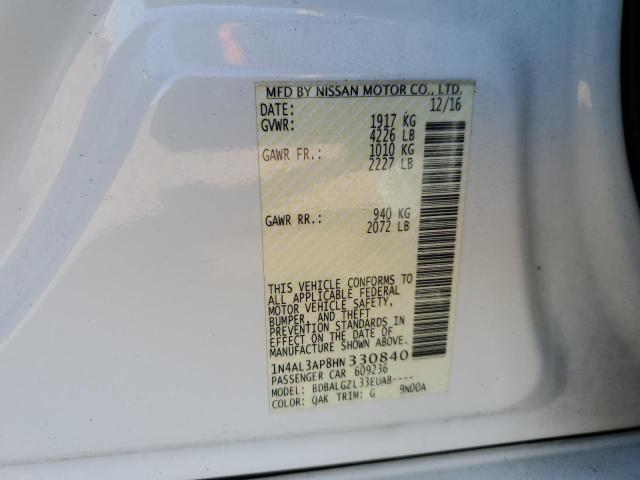 MFD BY NISSAN MOTOR CO., LTD.
DATE: 12/16
GVWR: 1917 KG
4226 LB
GAWR FR.: 1010 KG
2227 LB
GAWR RR.: 940 KG
2072 LB
THIS VEHICLE CONFORMS TO
ALL APPLICABLE FEDERAL
MOTOR VEHICLE SAFETY,
BUMPER, AND THEFT
PREVENTION STANDARDS IN
EFFECT ON THE DATE OF
MANUFACTURE SHOWN ABOVE.
1N4AL3AP8HN330840
PASSENGER CAR 609236
MODEL: BDBALGZL33EUAB----
COLOR: QAK TRIM: G 9N00A